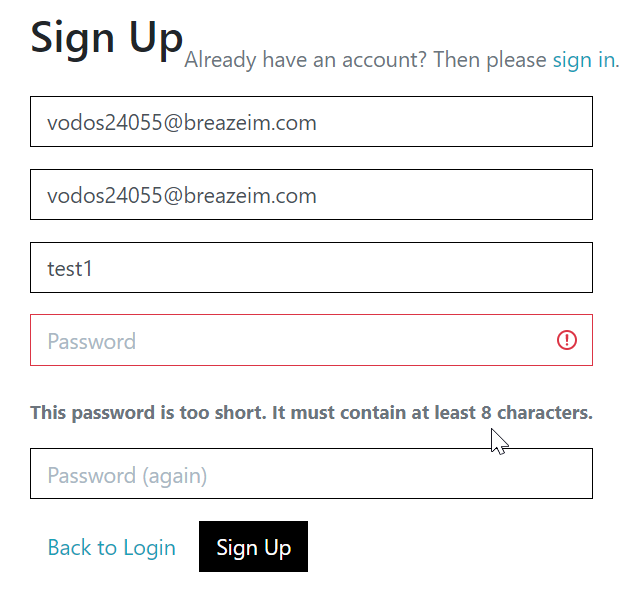 Sign Up
Already have an account? Then please sign in.
vodos24055@breazeim.com
vodos24055@breazeim.com
test1
Password
This password is too short. It must contain at least 8 characters.
Password (again)
Back to Login Sign Up